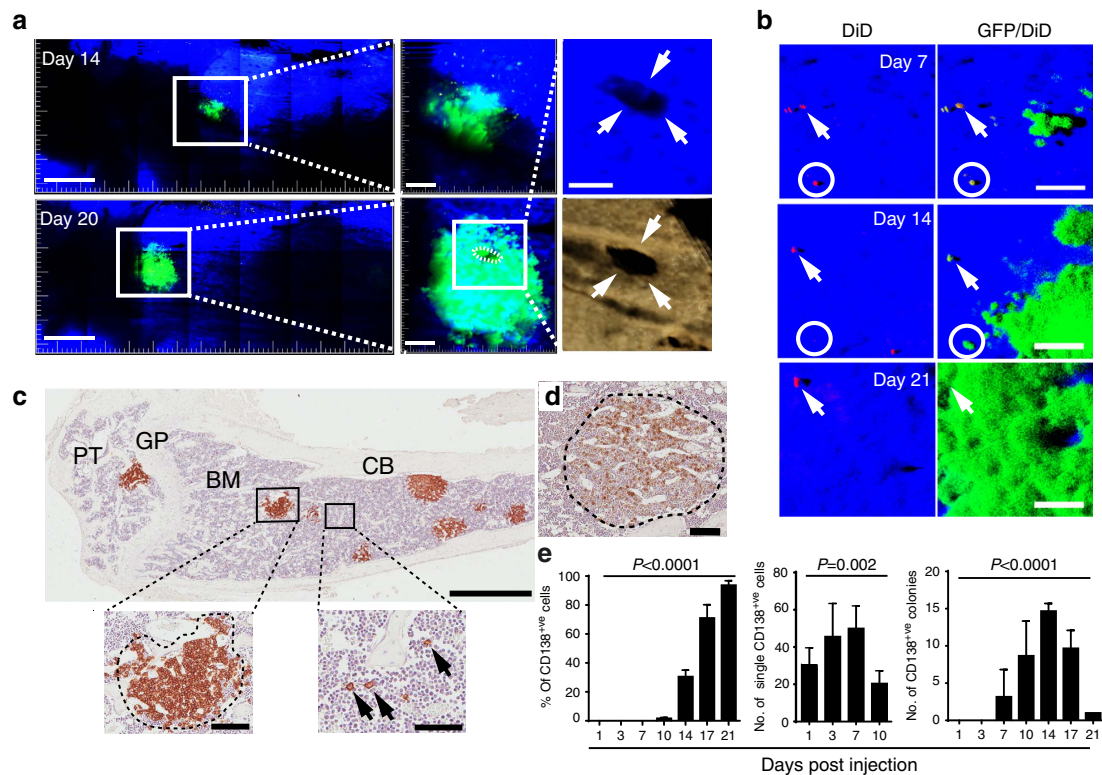 a
Day 14
Day 20
b
DiD GFP/DiD
Day 7
Day 14
Day 21
c
PT
GP
BM
CB
d
e
% Of CD138+ve cells
100
80
60
40
20
0
P<0.0001
1 3 7 10 14 17 21
No. of single CD138+ve cells
100
80
60
40
20
0
P=0.002
1 3 7 10
No. of CD138+ve colonies
20
15
10
5
0
P<0.0001
1 3 7 10 14 17 21
Days post injection